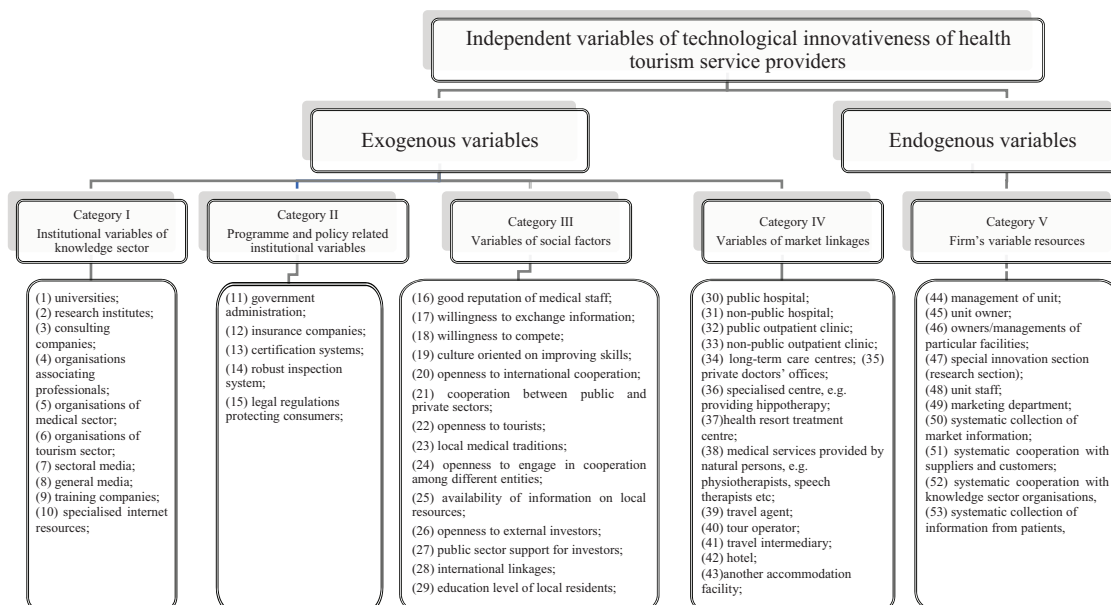 Independent variables of technological innovativeness of health
tourism service providers
Exogenous variables
Endogenous variables
Category I
Institutional variables of
knowledge sector
Category II
Programme and policy related
institutional variables
Category III
Variables of social factors
Category IV
Variables of market linkages
Category V
Firm's variable resources
(1) universities;
(2) research institutes;
(3) consulting
companies;
(4) organisations
associating
professionals;
(5) organisations of
medical sector;
(6) organisations of
tourism sector;
(7) sectoral media;
(8) general media;
(9) training companies;
(10) specialised internet
resources;
(11) government
administration;
(12) insurance companies;
(13) certification systems;
(14) robust inspection
system;
(15) legal regulations
protecting consumers;
(16) good reputation of medical staff;
(17) willingness to exchange information;
(18) willingness to compete;
(19) culture oriented on improving skills;
(20) openness to international cooperation;
(21) cooperation between public and
private sectors;
(22) openness to tourists;
(23) local medical traditions;
(24) openness to engage in cooperation
among different entities;
(25) availability of information on local
resources;
(26) openness to external investors;
(27) public sector support for investors;
(28) international linkages;
(29) education level of local residents;
(30) public hospital;
(31) non-public hospital;
(32) public outpatient clinic;
(33) non-public outpatient clinic;
(34) long-term care centres; (35)
private doctors' offices;
(36) specialised centre, e.g.
providing hippotherapy;
(37)health resort treatment
centre;
(38) medical services provided by
natural persons, e.g.
physiotherapists, speech
therapists etc;
(39) travel agent;
(40) tour operator;
(41) travel intermediary;
(42) hotel;
(43)another accommodation
facility;
(44) management of unit;
(45) unit owner;
(46) owners/managements of
particular facilities;
(47) special innovation section
(research section);
(48) unit staff;
(49) marketing department;
(50) systematic collection of
market information;
(51) systematic cooperation with
suppliers and customers;
(52) systematic cooperation with
knowledge sector organisations,
(53) systematic collection of
information from patients,